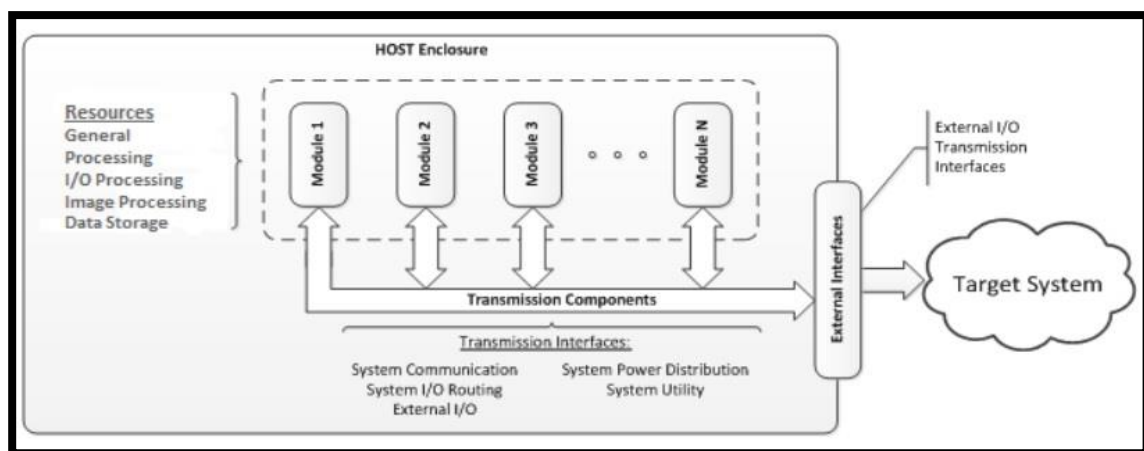 HOST Enclosure
Resources
General
Processing
I/O Processing
Image Processing
Data Storage
Module 1
Module 2
Module 3
Module N
External I/O
Transmission
Interfaces
External Interfaces
Target System
Transmission Components
Transmission Interfaces:
System Communication
System I/O Routing
External I/O
System Power Distribution
System Utility